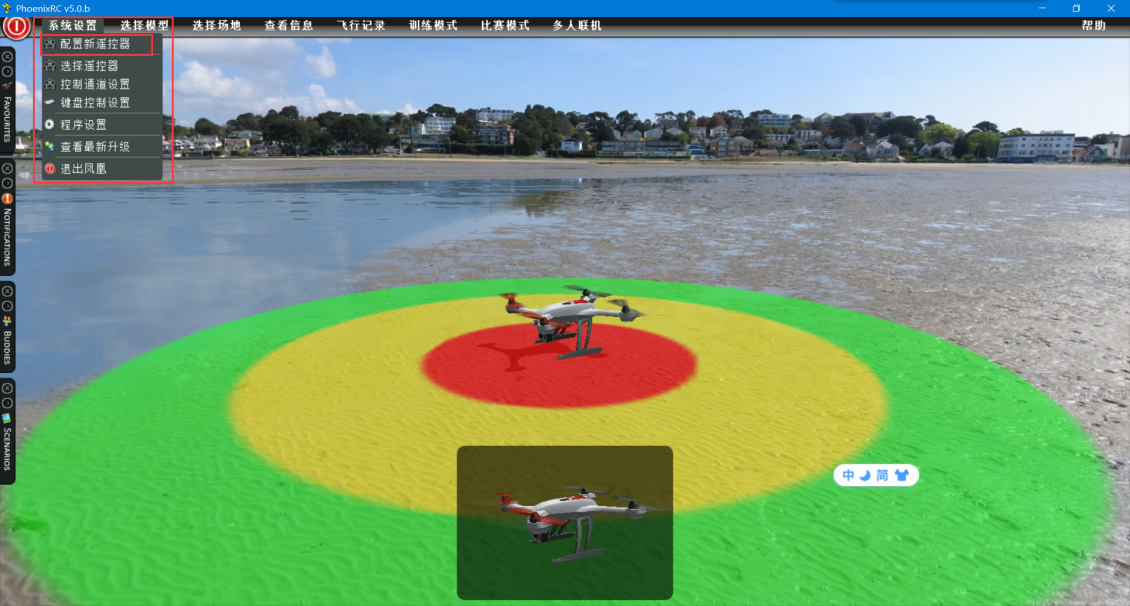 PhoenixRC v5.0.b
系统设置 选择模型 选择场地 查看信息 飞行记录 训练模式 比赛模式 多人联机 帮助
配置新遥控器
选择遥控器
控制通道设置
键盘控制设置
程序设置
查看最新升级
退出凤凰
FAVOURITES
NOTIFICATIONS
BUDDIES
SCENARIOS
中 简